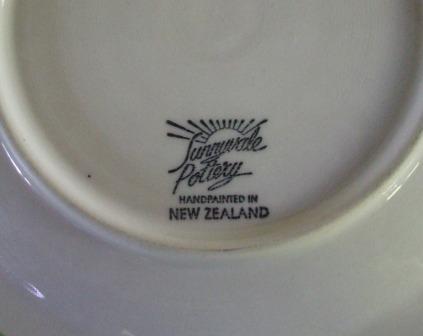 Sunnyvale
Pottery
HANDPAINTED IN
NEW ZEALAND